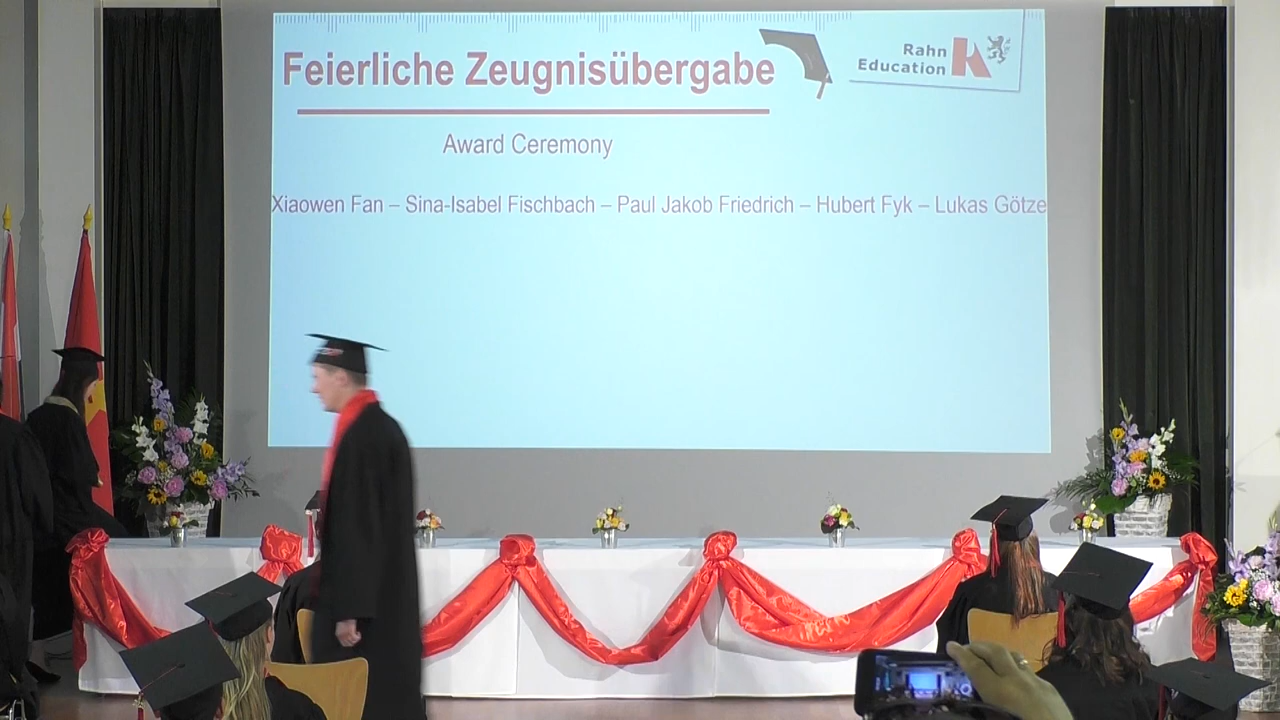 Feierliche Zeugnisübergabe
Rahn
Education
Award Ceremony
Xiaowen Fan – Sina-Isabel Fischbach – Paul Jakob Friedrich – Hubert Fyk – Lukas Götze